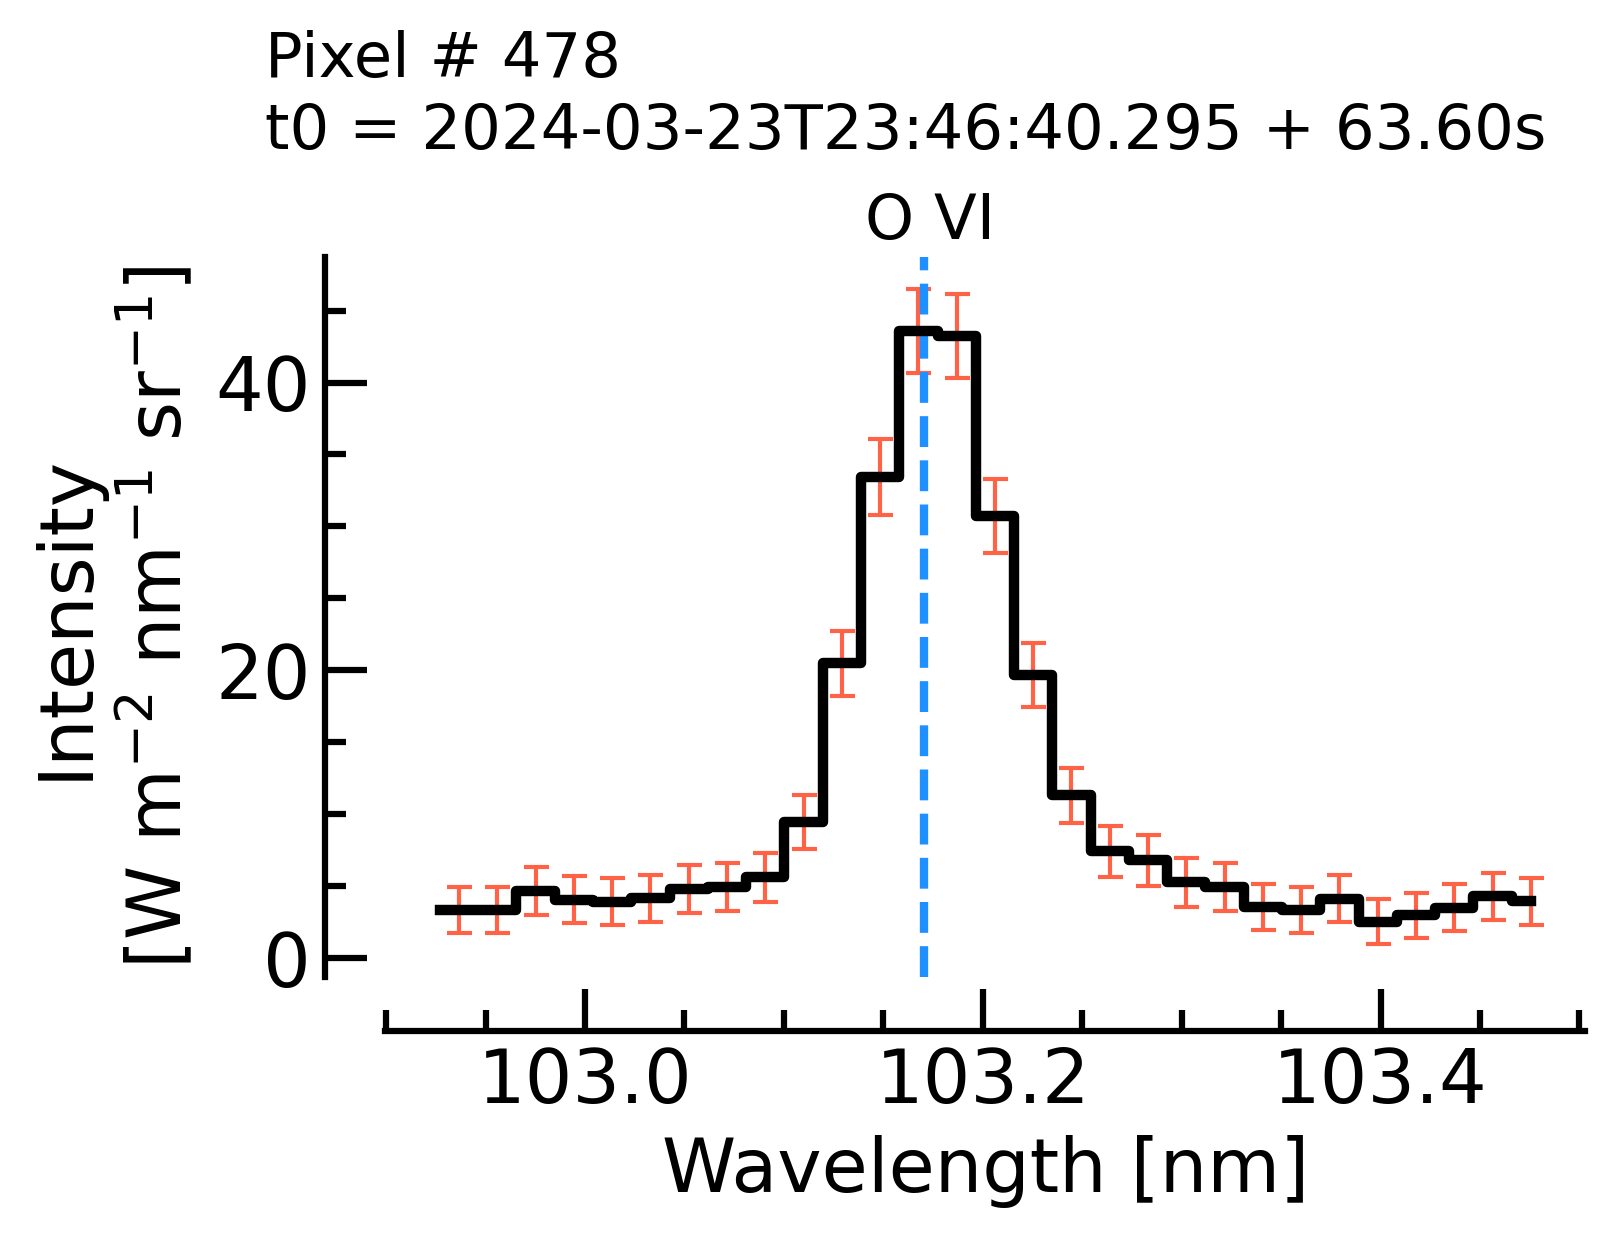 Pixel # 478
t0 = 2024-03-23T23:46:40.295 + 63.60s
O VI
Intensity
[W m⁻² nm⁻¹ sr⁻¹]
40
20
0
103.0 103.2 103.4
Wavelength [nm]